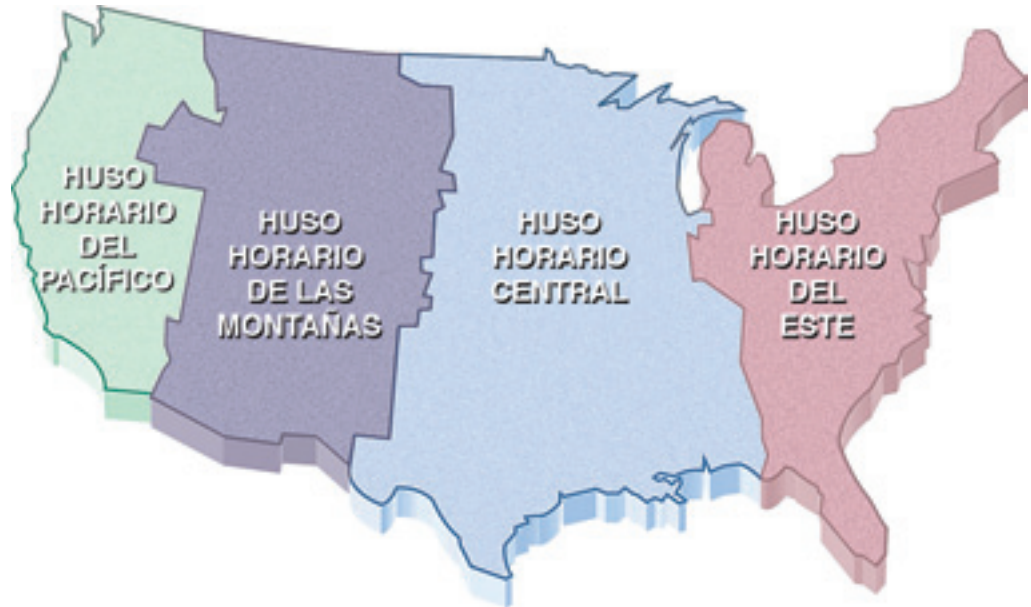 HUSO
HORARIO
DEL
PACÍFICO
HUSO
HORARIO
DE LAS
MONTAÑAS
HUSO
HORARIO
CENTRAL
HUSO
HORARIO
DEL
ESTE